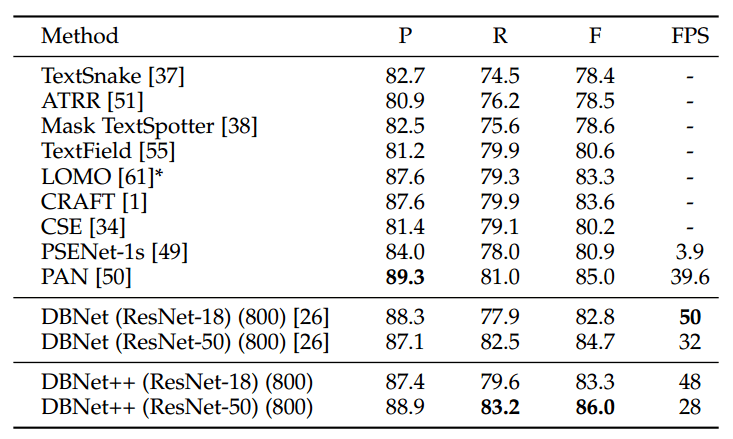 Method P R F FPS
TextSnake [37] 82.7 74.5 78.4 -
ATRR [51] 80.9 76.2 78.5 -
Mask TextSpotter [38] 82.5 75.6 78.6 -
TextField [55] 81.2 79.9 80.6 -
LOMO [61]* 87.6 79.3 83.3 -
CRAFT [1] 87.6 79.9 83.6 -
CSE [34] 81.4 79.1 80.2 -
PSENet-1s [49] 84.0 78.0 80.9 3.9
PAN [50] 89.3 81.0 85.0 39.6
DBNet (ResNet-18) (800) [26] 88.3 77.9 82.8 50
DBNet (ResNet-50) (800) [26] 87.1 82.5 84.7 32
DBNet++ (ResNet-18) (800) 87.4 79.6 83.3 48
DBNet++ (ResNet-50) (800) 88.9 83.2 86.0 28